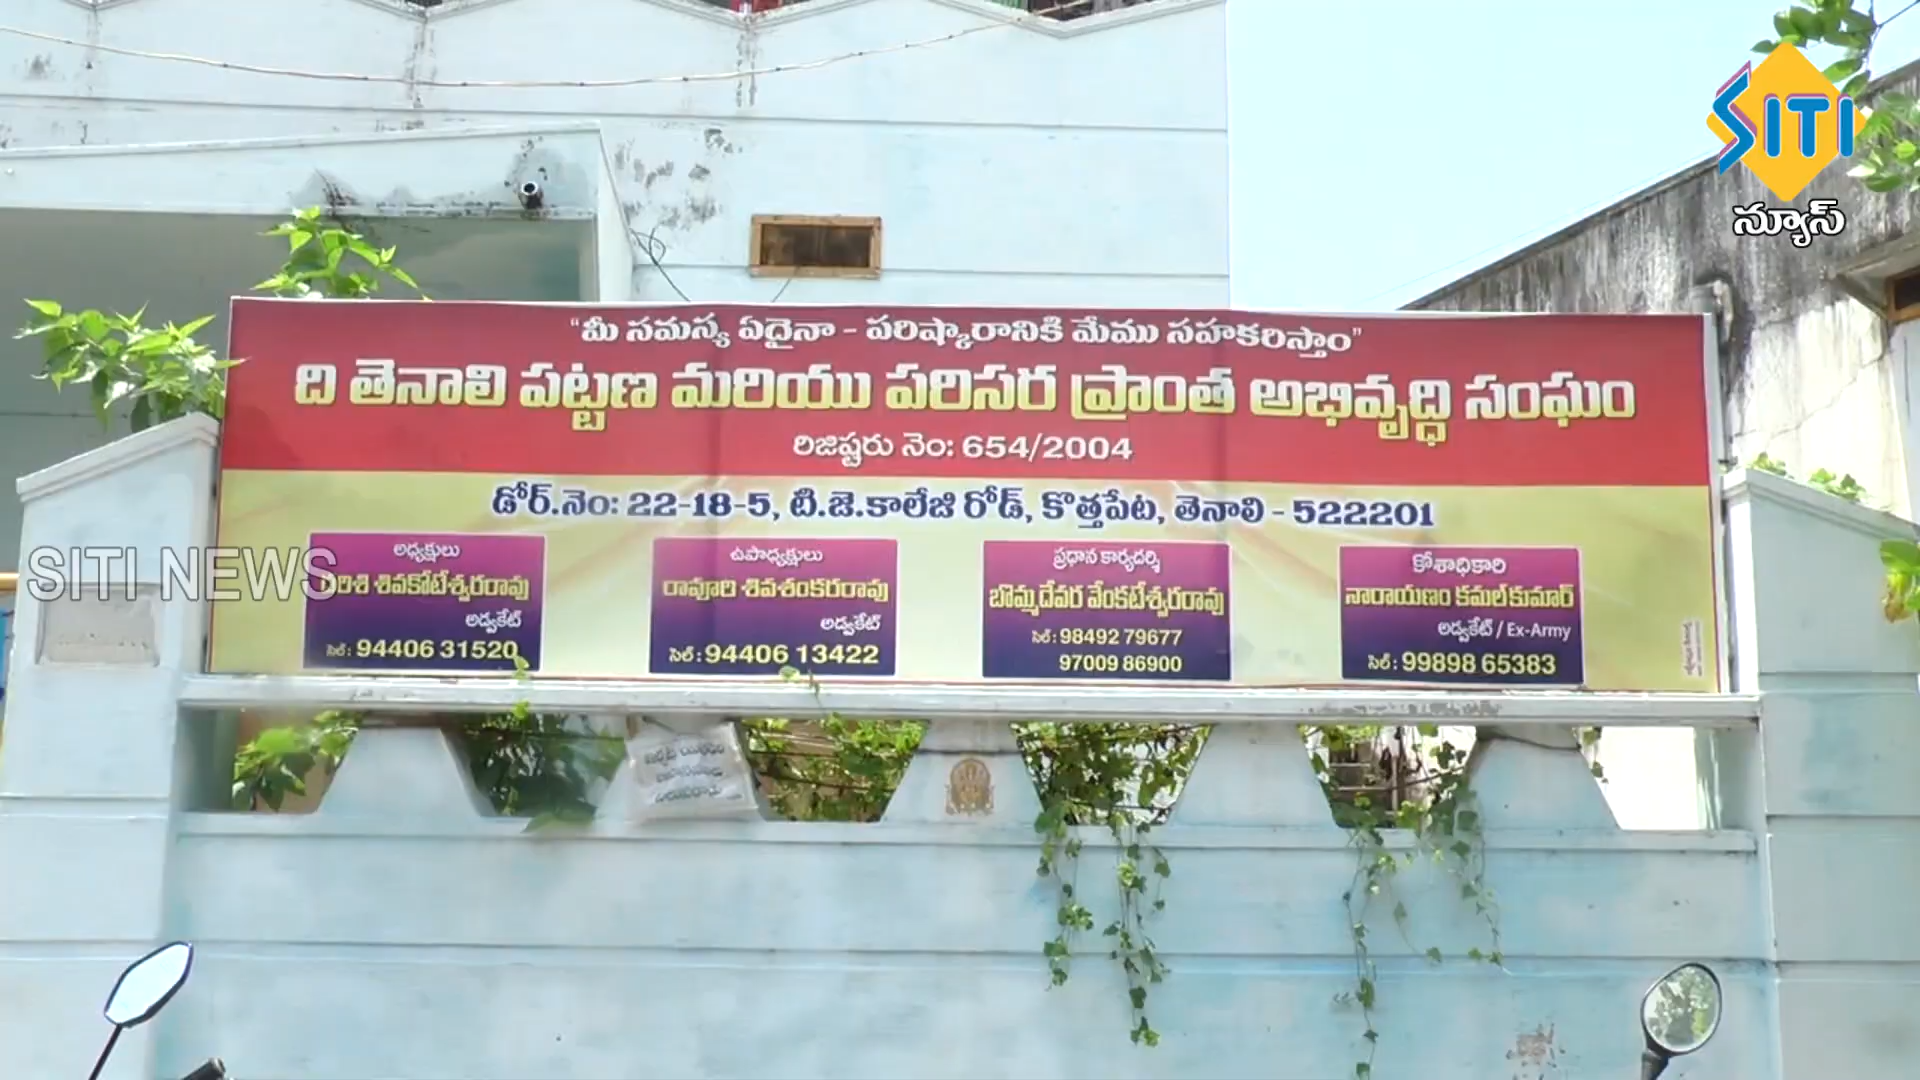 SITI
న్యూస్
"మీ సమస్య ఏదైనా - పరిష్కారానికి మేము సహకరిస్తాం"
ది తెనాలి పట్టణ మరియు పరిసర ప్రాంత అభివృద్ధి సంఘం
రిజిష్టరు నెం: 654/2004
డోర్.నెం: 22-18-5, టి.జె.కాలేజి రోడ్, కొత్తపేట, తెనాలి - 522201
SITI NEWS
అధ్యక్షులు
శివకోటేశ్వరరావు
అడ్వకేట్
సెల్ : 94406 31520
ఉపాధ్యక్షులు
రావూరి శివశంకరరావు
అడ్వకేట్
సెల్ : 94406 13422
ప్రధాన కార్యదర్శి
బొమ్మదేవర వేంకటేశ్వరరావు
సెల్ : 98492 79677
97009 86900
కోశాధికారి
నారాయణం కమల్‌కుమార్
అడ్వకేట్ / Ex-Army
సెల్ : 99898 65383